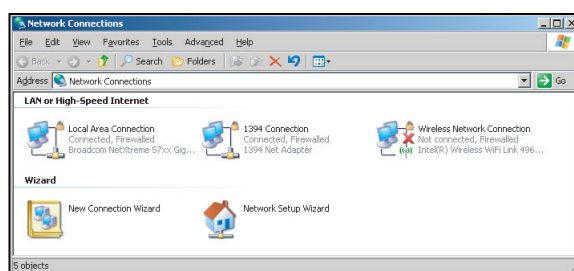 Network Connections
File Edit View Favorites Tools Advanced Help
Back Search Folders
Address Network Connections Go
LAN or High-Speed Internet
Local Area Connection
Connected, Firewalled
Broadcom NetXtreme 57xx Gig...
1394 Connection
Connected, Firewalled
1394 Net Adapter
Wireless Network Connection
Not connected, Firewalled
Intel(R) Wireless WiFi Link 496...
Wizard
New Connection Wizard
Network Setup Wizard
5 objects